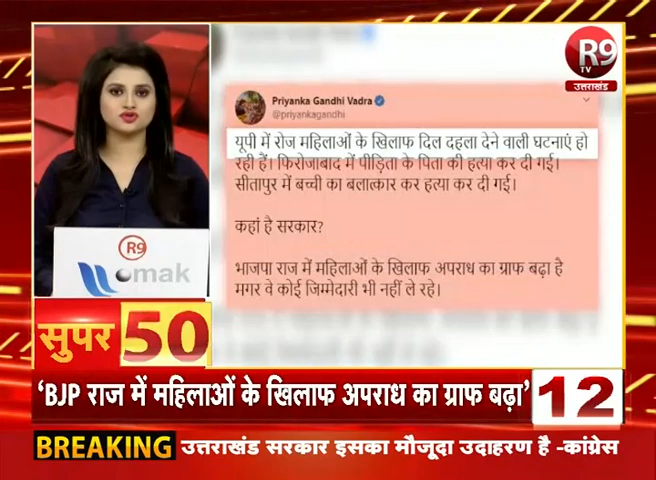 R9
TV
उत्तराखंड
Priyanka Gandhi Vadra
@priyankagandhi
यूपी में रोज महिलाओं के खिलाफ दिल दहला देने वाली घटनाएं हो
रही हैं। फिरोजाबाद में पीड़िता के पिता की हत्या कर दी गई।
सीतापुर में बच्ची का बलात्कार कर हत्या कर दी गई।
कहां है सरकार?
भाजपा राज में महिलाओं के खिलाफ अपराध का ग्राफ बढ़ा है
मगर वे कोई जिम्मेदारी भी नहीं ले रहे।
R9
omak
सुपर 50
‘BJP राज में महिलाओं के खिलाफ अपराध का ग्राफ बढ़ा’ 12
BREAKING उत्तराखंड सरकार इसका मौजूदा उदाहरण है -कांग्रेस